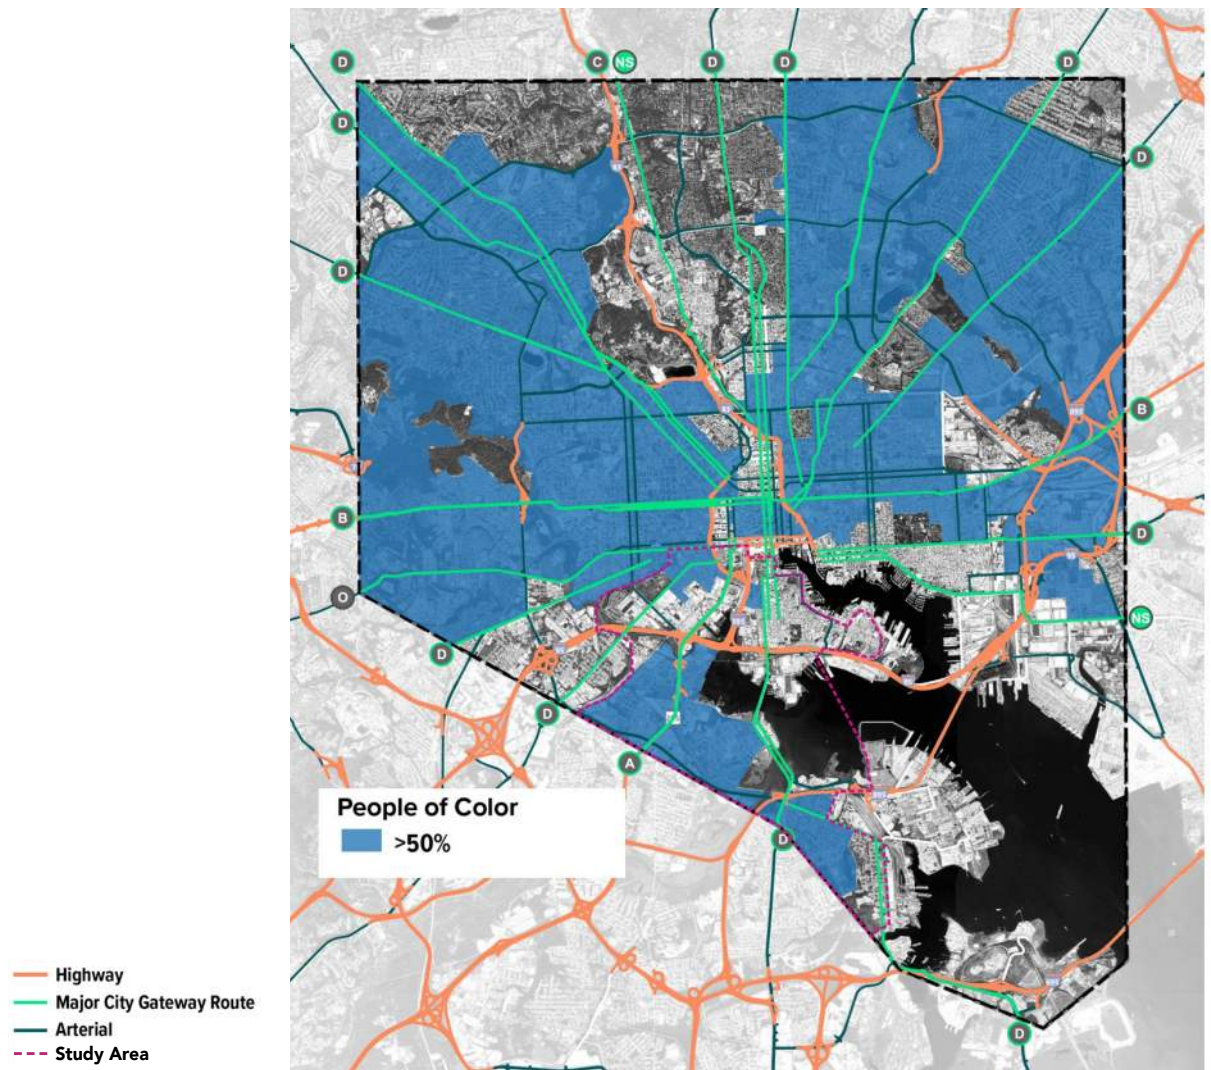 D
C
NS
D
D
D
D
D
D
B
B
D
O
NS
D
D
A
D
D
People of Color
>50%
Highway
Major City Gateway Route
Arterial
Study Area